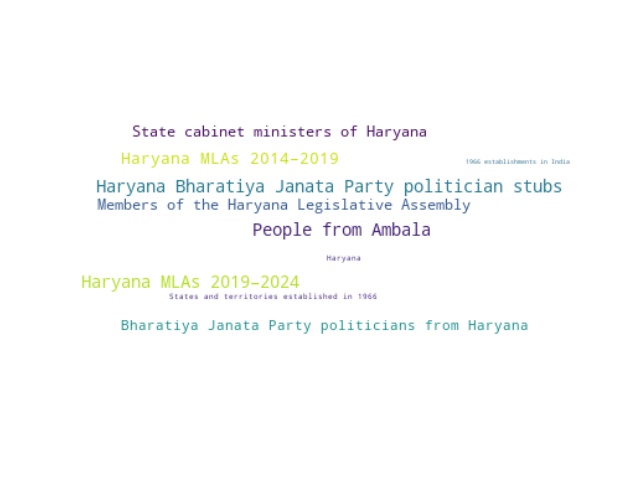 State cabinet ministers of Haryana
Haryana MLAs 2014–2019
1966 establishments in India
Haryana Bharatiya Janata Party politician stubs
Members of the Haryana Legislative Assembly
People from Ambala
Haryana
Haryana MLAs 2019–2024
States and territories established in 1966
Bharatiya Janata Party politicians from Haryana